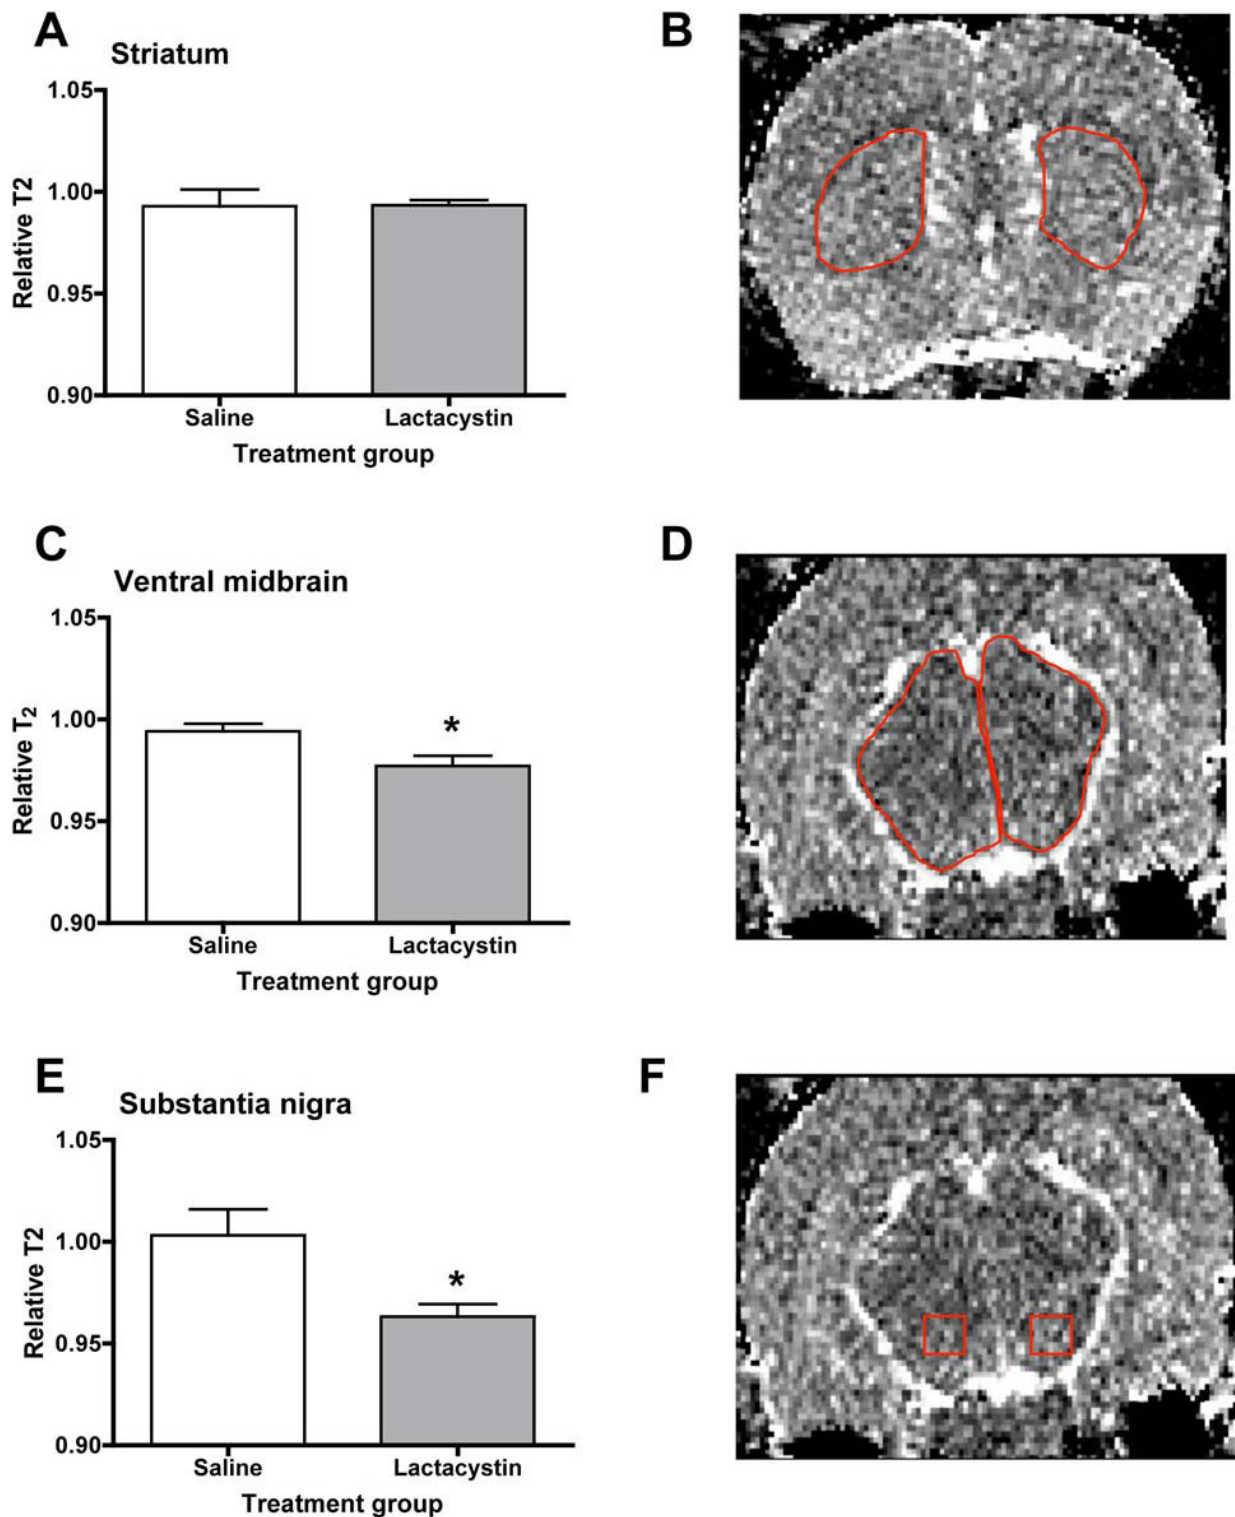 A
B
Striatum
1.05
1.00
0.95
0.90
Relative T2
Saline
Lactacystin
Treatment group
C
D
Ventral midbrain
1.05
1.00
0.95
0.90
Relative T₂
*
Saline
Lactacystin
Treatment group
E
F
Substantia nigra
1.05
1.00
0.95
0.90
Relative T2
*
Saline
Lactacystin
Treatment group